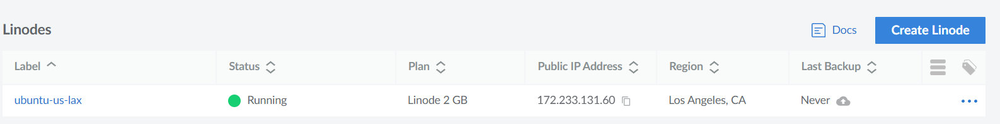 Linodes
Docs
Create Linode
Label Status Plan Public IP Address Region Last Backup
ubuntu-us-lax Running Linode 2 GB 172.233.131.60 Los Angeles, CA Never